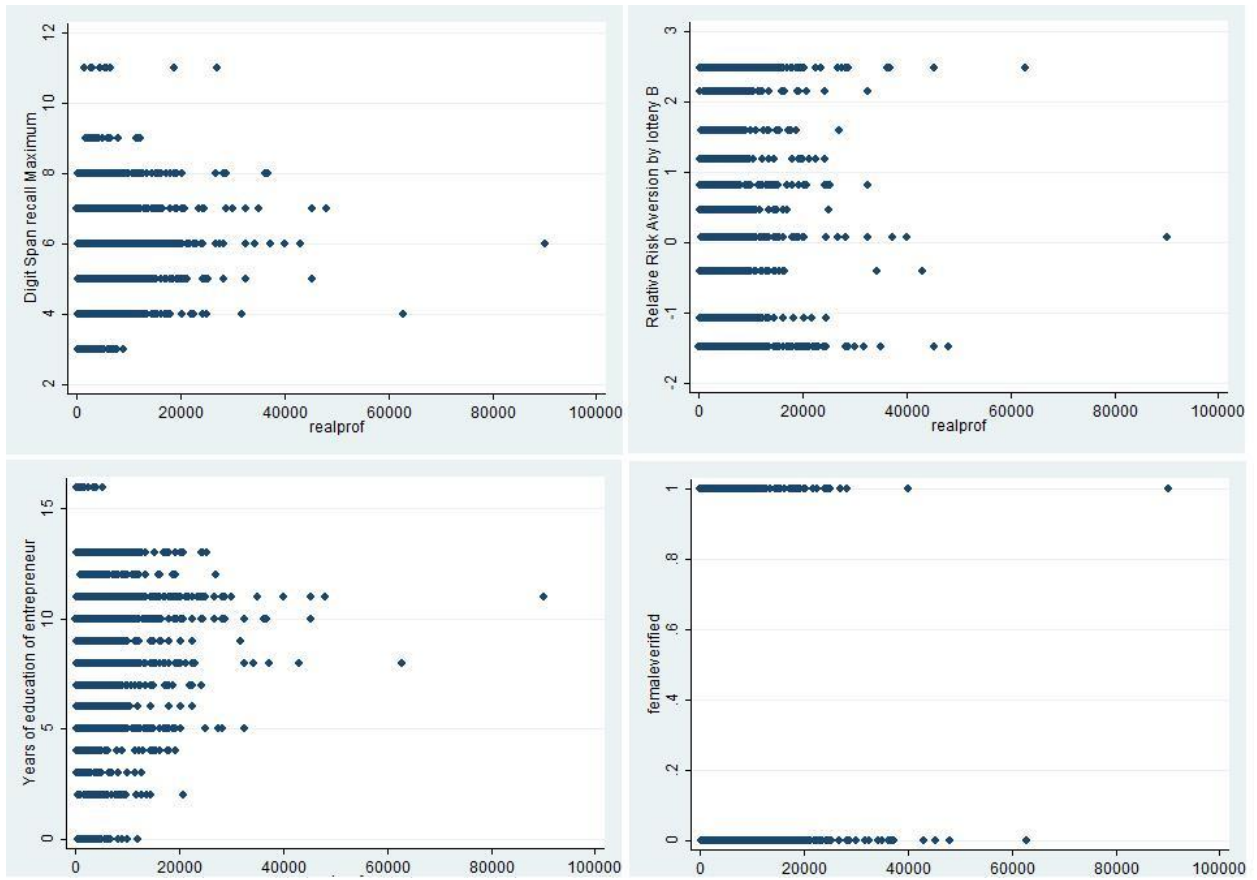 Digit Span recall Maximum
12
10
8
6
4
2
0 20000 40000 60000 80000 100000
realprof
Relative Risk Aversion by lottery B
3
2
1
0
-1
-2
0 20000 40000 60000 80000 100000
realprof
Years of education of entrepreneur
15
10
5
0
0 20000 40000 60000 80000 100000
femaleverified
1
.8
.6
.4
.2
0
0 20000 40000 60000 80000 100000